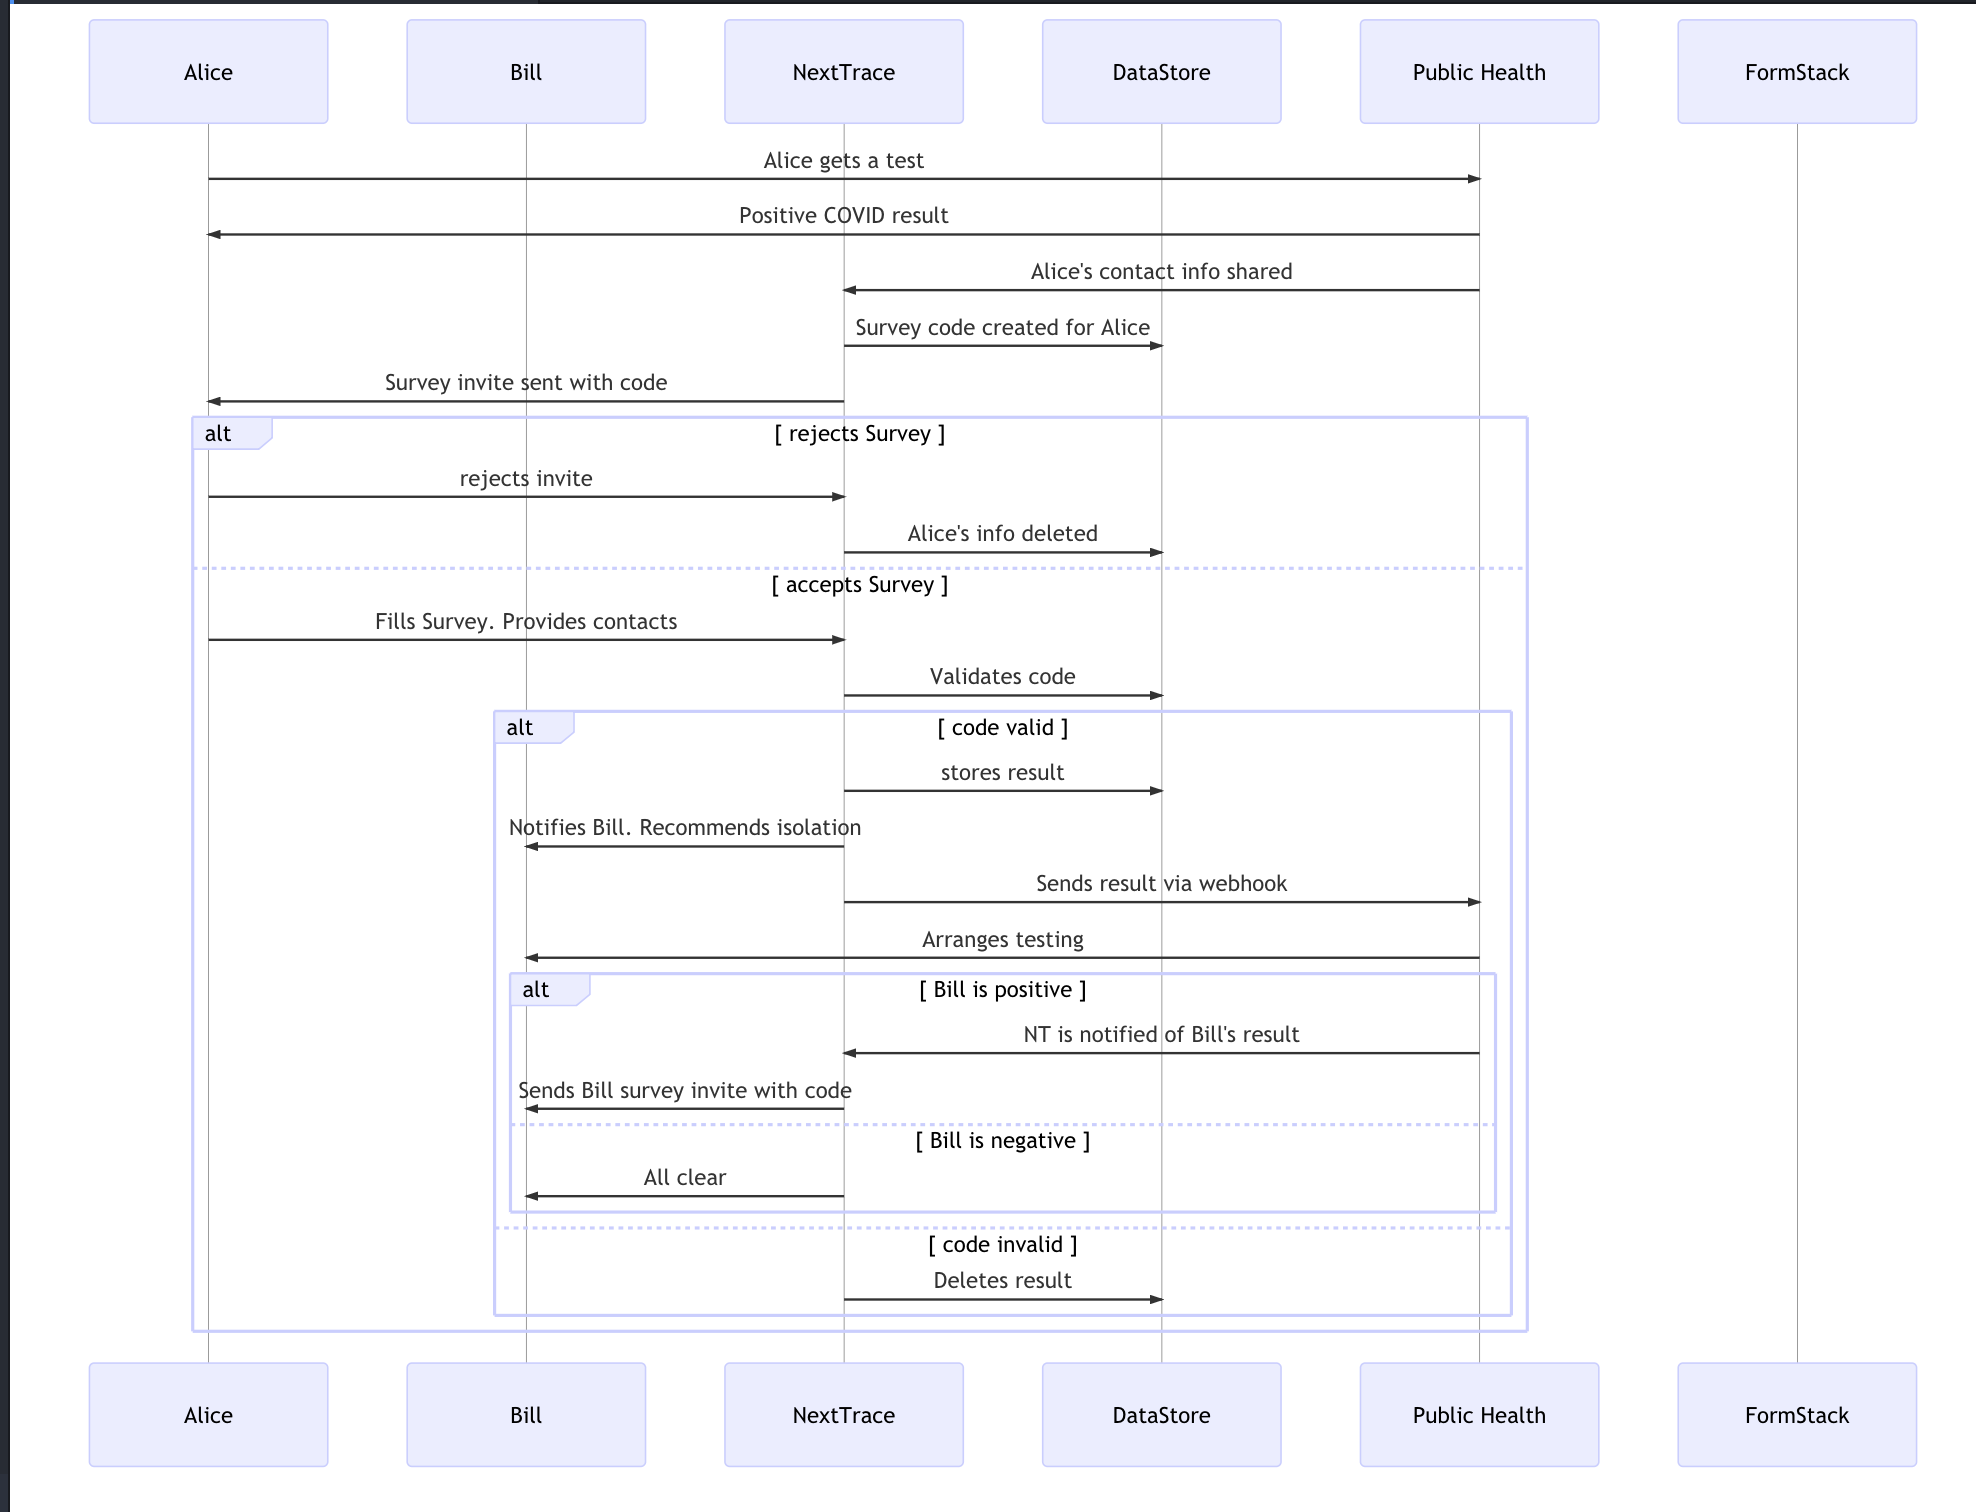 Alice
Bill
NextTrace
DataStore
Public Health
FormStack
Alice gets a test
Positive COVID result
Alice's contact info shared
Survey code created for Alice
Survey invite sent with code
alt
[ rejects Survey ]
rejects invite
Alice's info deleted
[ accepts Survey ]
Fills Survey. Provides contacts
Validates code
alt
[ code valid ]
stores result
Notifies Bill. Recommends isolation
Sends result via webhook
Arranges testing
alt
[ Bill is positive ]
NT is notified of Bill's result
Sends Bill survey invite with code
[ Bill is negative ]
All clear
[ code invalid ]
Deletes result
Alice
Bill
NextTrace
DataStore
Public Health
FormStack